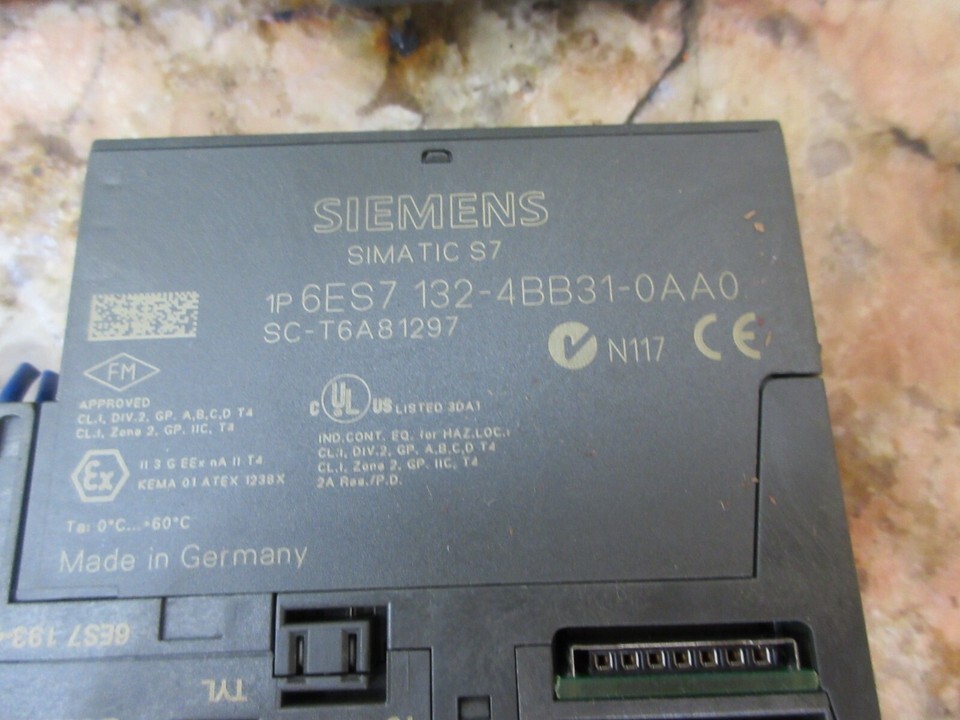 SIEMENS
SIMATIC S7
1P 6ES7 132-4BB31-0AA0
SC-T6A81297
N117 CE
FM
APPROVED
CL.I, DIV.2, GP. A,B,C,D T4
CL.I, Zone 2, GP. IIC, T4
C UL US LISTED 3DA1
IND.CONT. EQ. for HAZ.LOC.:
CL.I, DIV.2, GP. A,B,C,D T4
CL.I, Zone 2, GP. IIC, T4
2A Res./P.D.
Ex II 3 G EEx nA II T4
KEMA 01 ATEX 1238X
Ta: 0°C...+60°C
Made in Germany
6ES7 193-
TYL